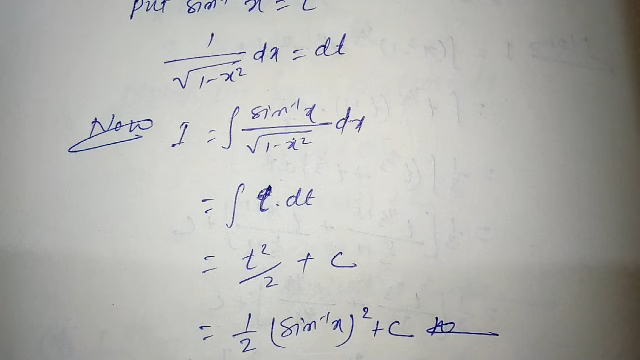 Put sin⁻¹ x = t
1/√(1-x²) dx = dt
Now I = ∫ sin⁻¹x/√(1-x²) dx
= ∫ t. dt
= t²/2 + C
= 1/2 (sin⁻¹x)² + C